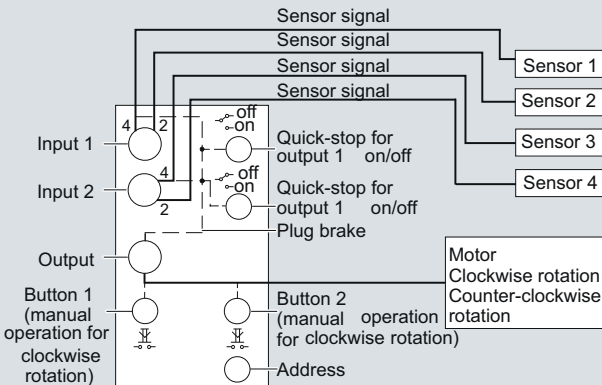 Sensor signal
Sensor signal
Sensor signal
Sensor signal
Sensor 1
Sensor 2
Sensor 3
Sensor 4
4 2
off
on
Input 1
Quick-stop for
output 1 on/off
Input 2
4
2
off
on
Quick-stop for
output 1 on/off
Plug brake
Output
Motor
Clockwise rotation
Counter-clockwise
rotation
Button 1
(manual
operation for
clockwise
rotation)
Button 2
(manual operation
for clockwise rotation)
Address